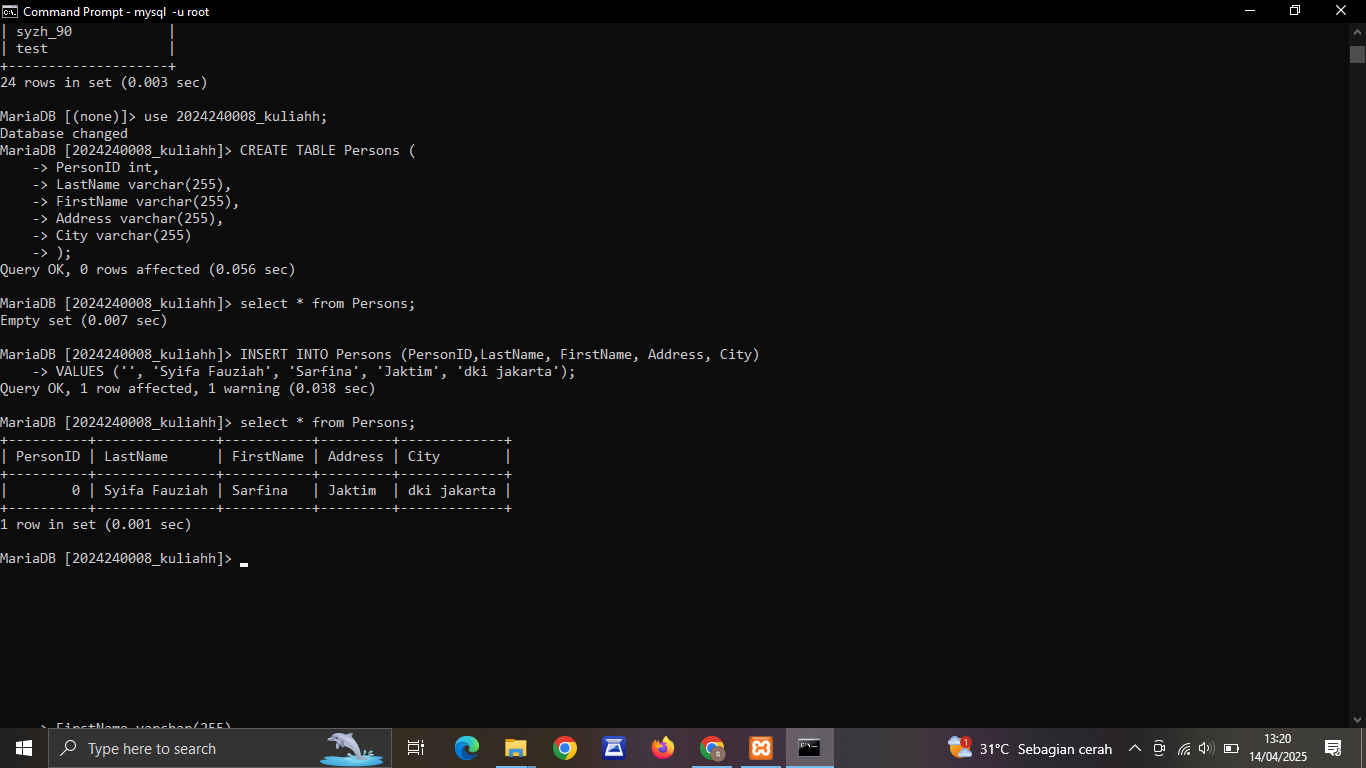 Command Prompt - mysql -u root
| syzh_90            |
| test               |
+--------------------+
24 rows in set (0.003 sec)
MariaDB [(none)]> use 2024240008_kuliahh;
Database changed
MariaDB [2024240008_kuliahh]> CREATE TABLE Persons (
    -> PersonID int,
    -> LastName varchar(255),
    -> FirstName varchar(255),
    -> Address varchar(255),
    -> City varchar(255)
    -> );
Query OK, 0 rows affected (0.056 sec)
MariaDB [2024240008_kuliahh]> select * from Persons;
Empty set (0.007 sec)
MariaDB [2024240008_kuliahh]> INSERT INTO Persons (PersonID,LastName, FirstName, Address, City)
    -> VALUES ('', 'Syifa Fauziah', 'Sarfina', 'Jaktim', 'dki jakarta');
Query OK, 1 row affected, 1 warning (0.038 sec)
MariaDB [2024240008_kuliahh]> select * from Persons;
+----------+---------------+-----------+---------+-------------+
| PersonID | LastName      | FirstName | Address | City        |
+----------+---------------+-----------+---------+-------------+
|        0 | Syifa Fauziah | Sarfina   | Jaktim  | dki jakarta |
+----------+---------------+-----------+---------+-------------+
1 row in set (0.001 sec)
MariaDB [2024240008_kuliahh]>
    -> FirstName varchar(255)
Type here to search
1
31°C Sebagian cerah
13:20
14/04/2025